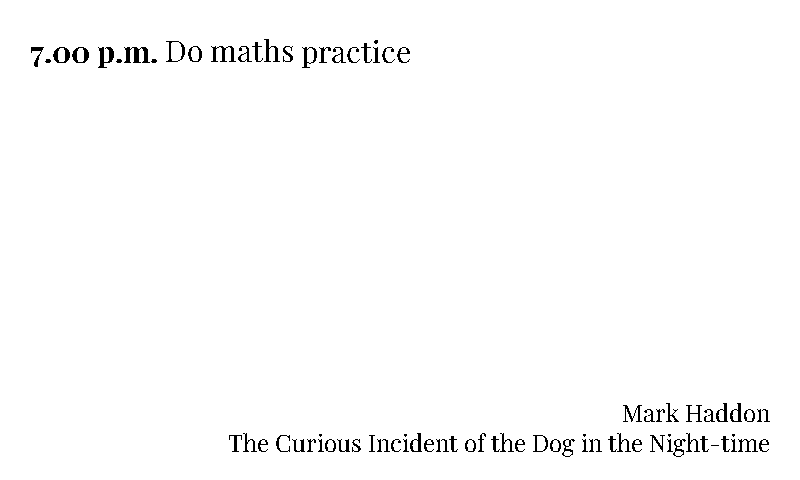 7.00 p.m. Do maths practice
Mark Haddon
The Curious Incident of the Dog in the Night-time